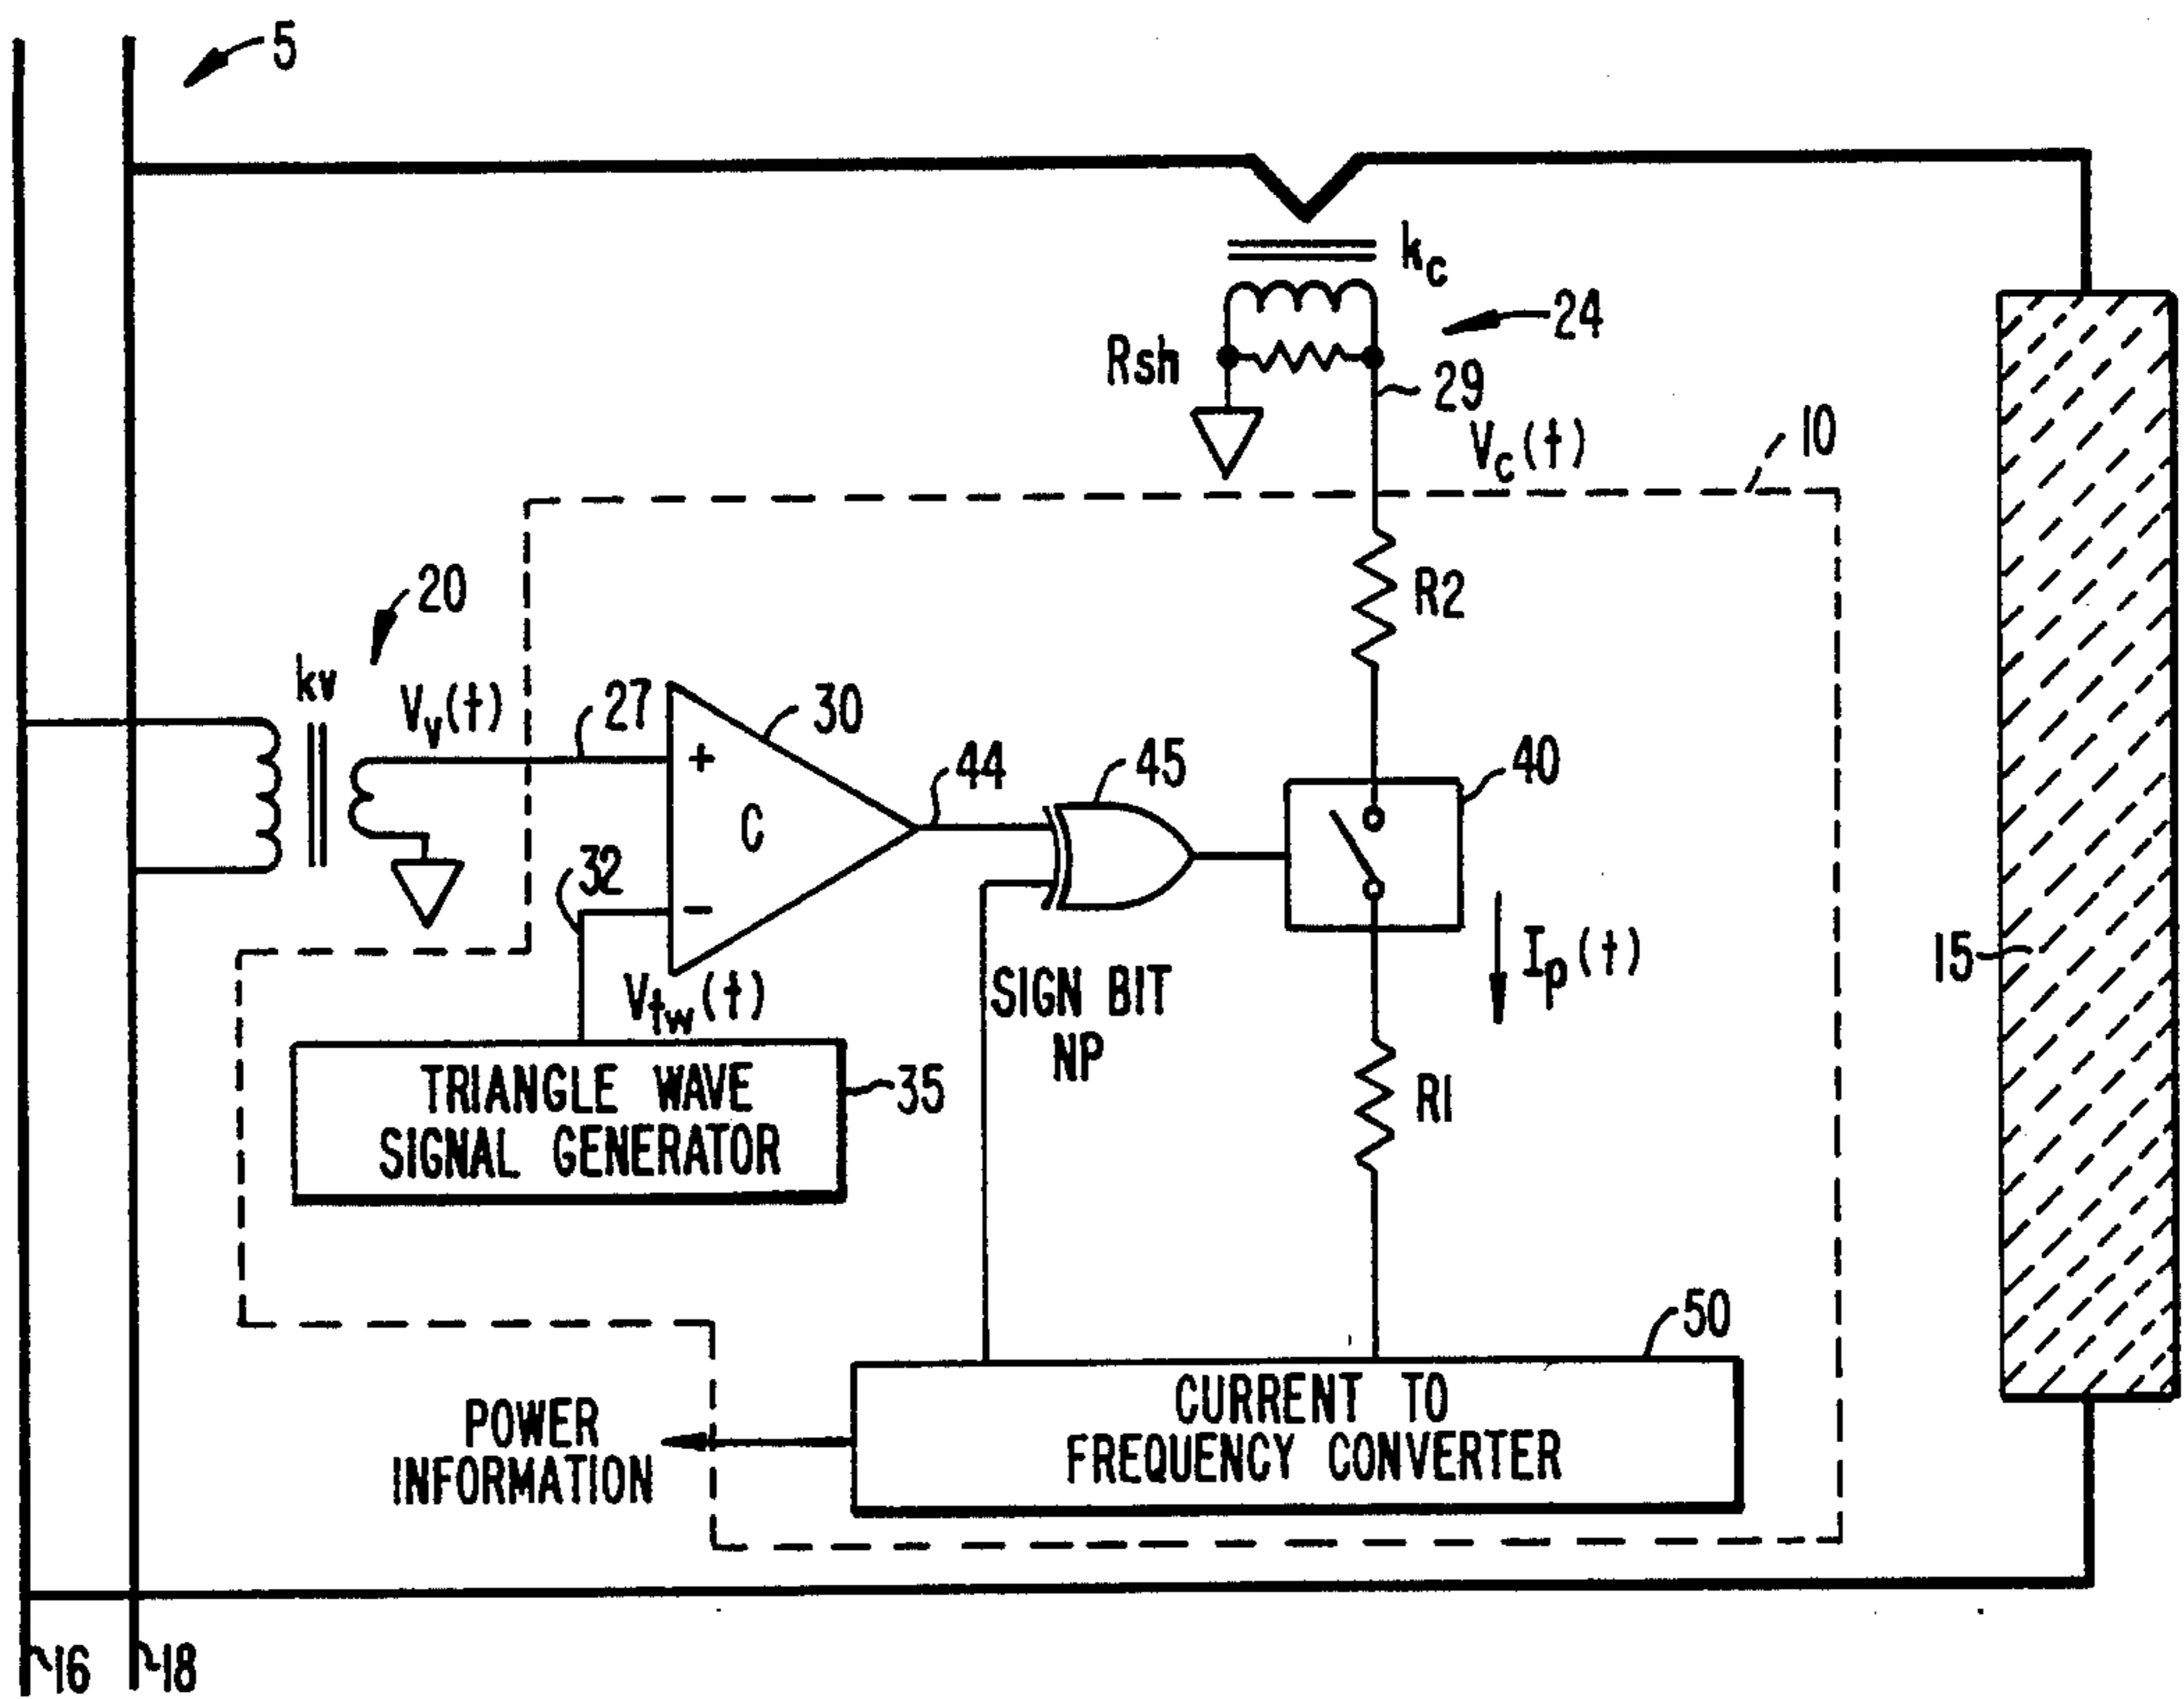 5
kc
24
Rsh
29
Vc(t)
10
R2
20
kv
Vv(t)
27
30
+
C
-
44
45
40
32
Vtw(t)
SIGN BIT
NP
Ip(t)
15
TRIANGLE WAVE
SIGNAL GENERATOR
35
R1
50
CURRENT TO
FREQUENCY CONVERTER
POWER
INFORMATION
16
18